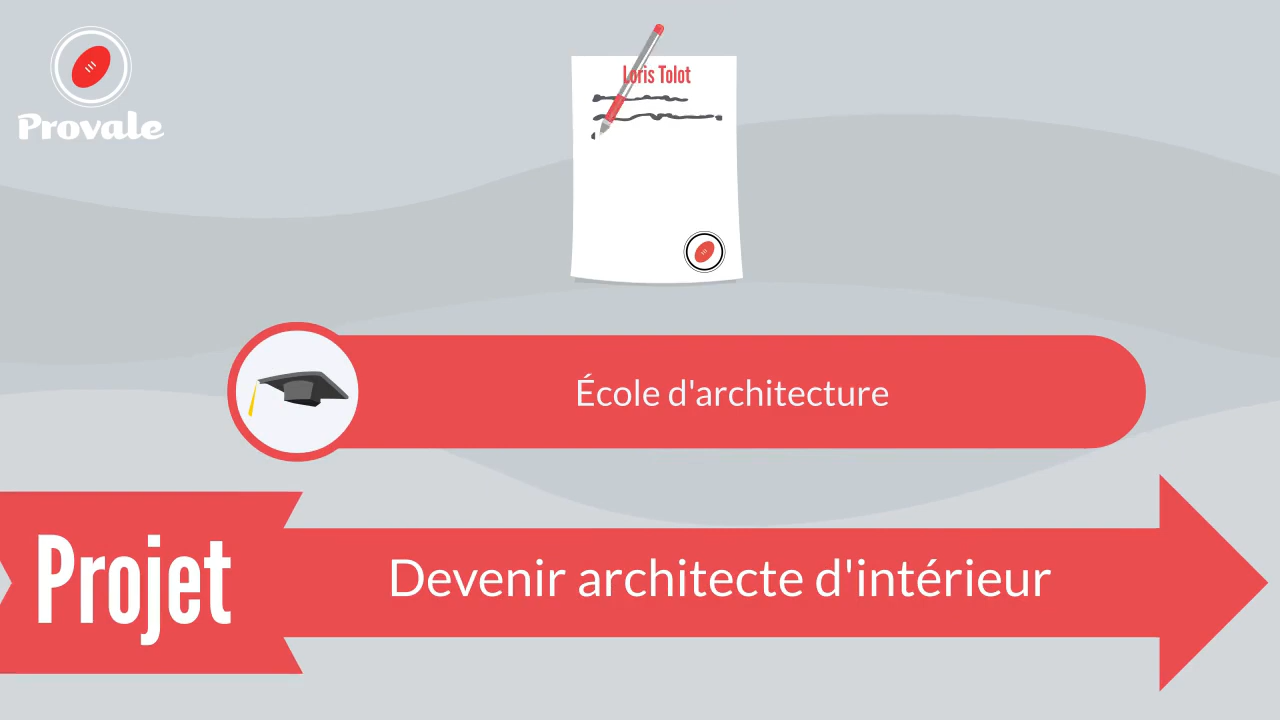 Provale
Loris Tolot
École d'architecture
Projet
Devenir architecte d'intérieur